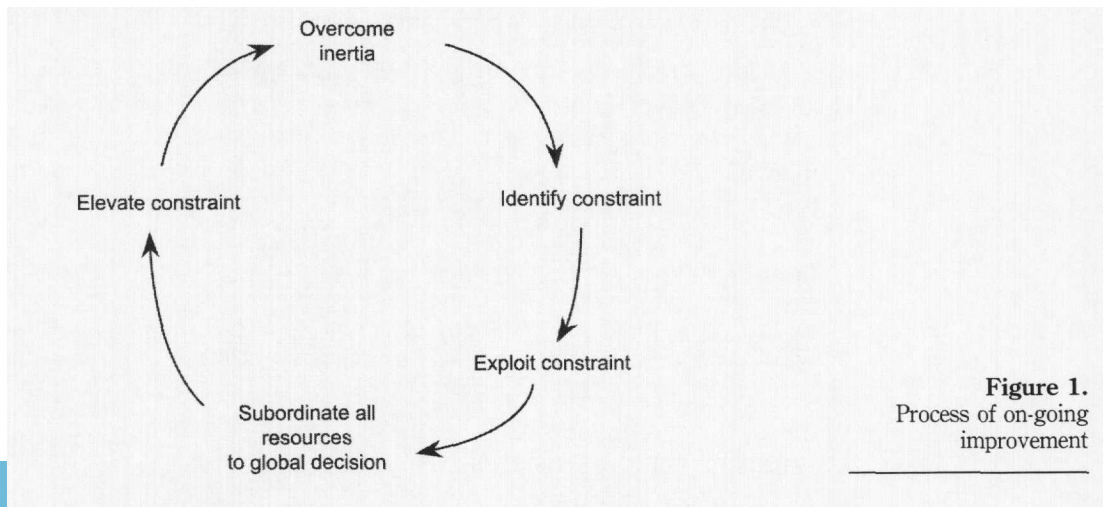 Overcome
inertia
Identify constraint
Exploit constraint
Subordinate all
resources
to global decision
Elevate constraint
Figure 1.
Process of on-going
improvement